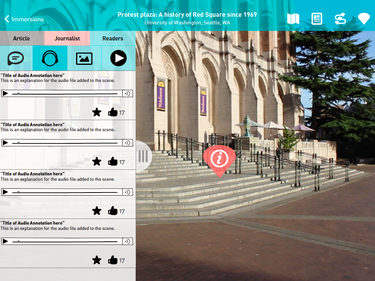 Immersions
Protest plaza: A history of Red Square since 1969
University of Washington, Seattle, WA
Article Journalist Readers
"Title of Audio Annotation here"
This is an explanation for the audio file added to the scene.
17
"Title of Audio Annotation here"
This is an explanation for the audio file added to the scene.
17
"Title of Audio Annotation here"
This is an explanation for the audio file added to the scene.
17
"Title of Audio Annotation here"
This is an explanation for the audio file added to the scene.
17